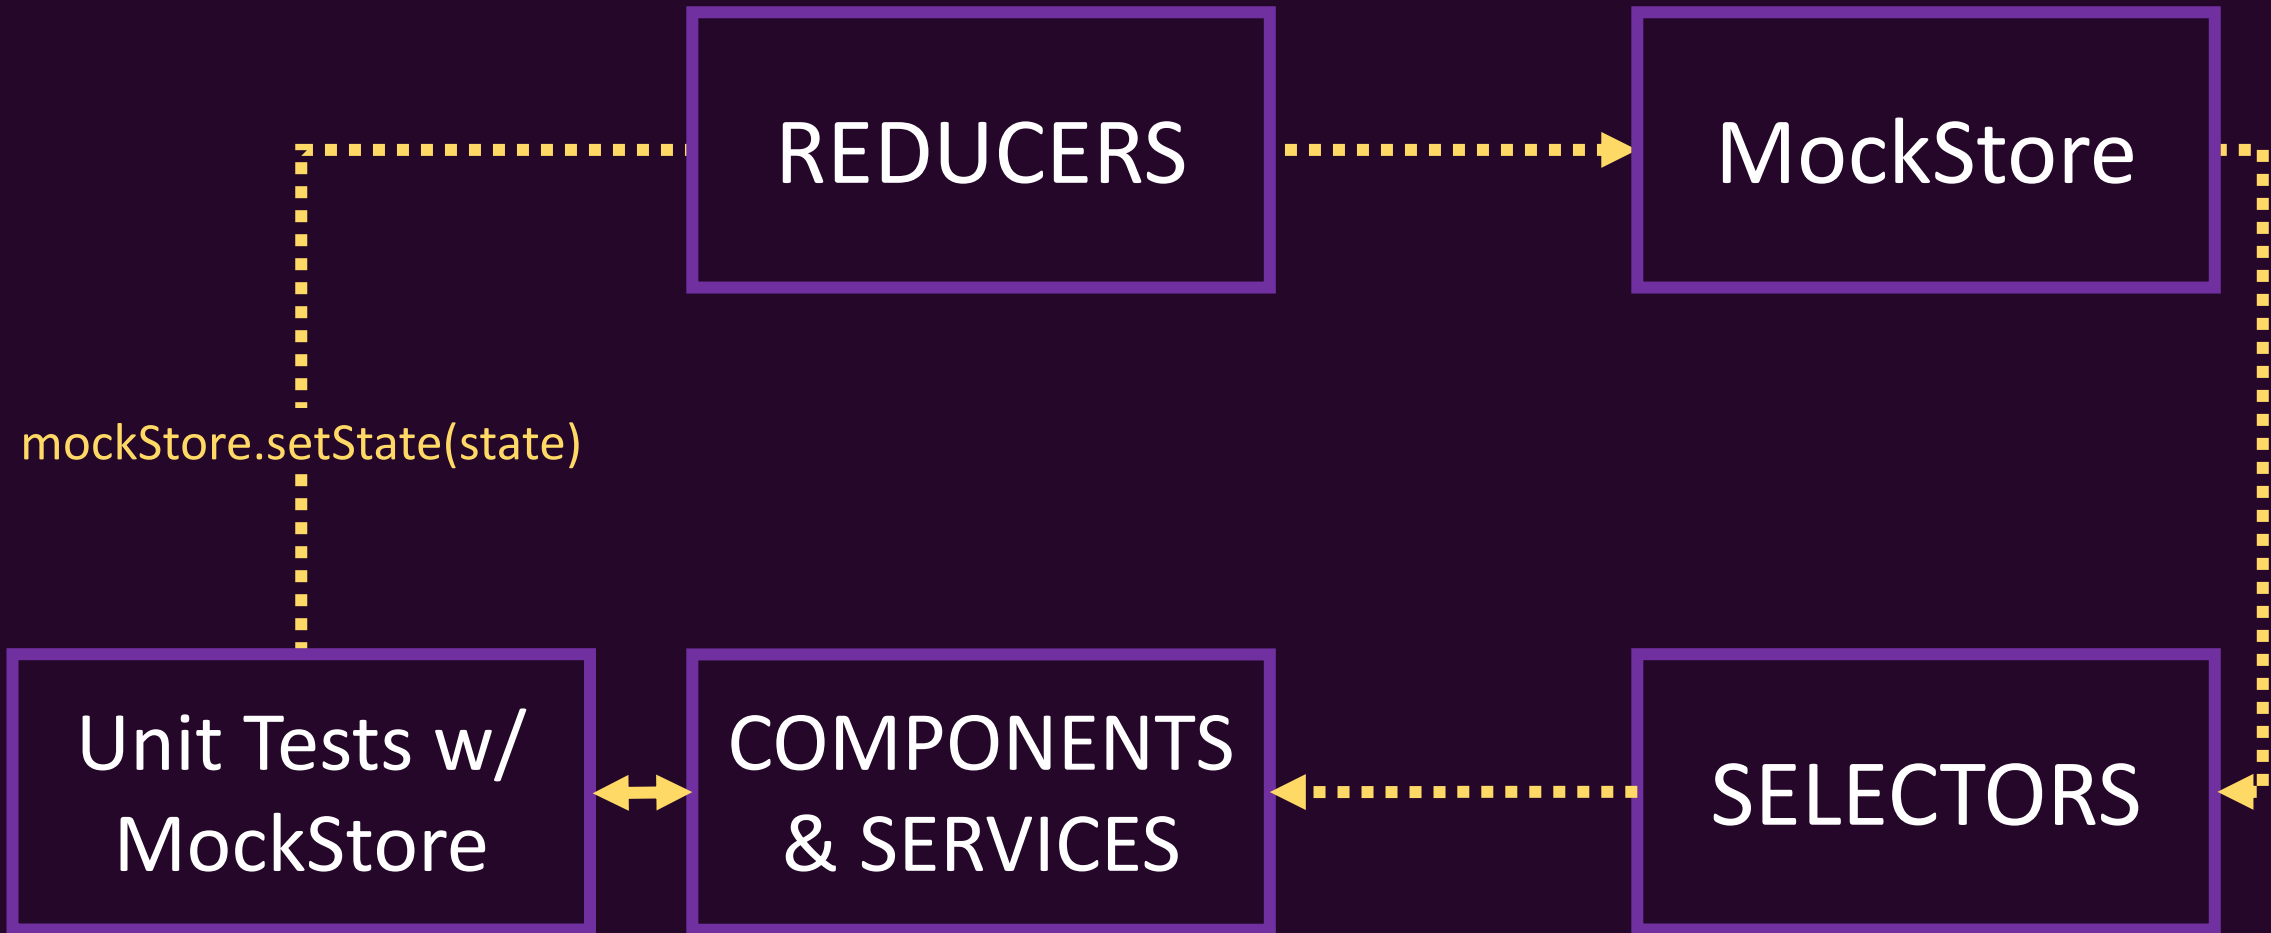 REDUCERS
MockStore
mockStore.setState(state)
Unit Tests w/
MockStore
COMPONENTS
& SERVICES
SELECTORS